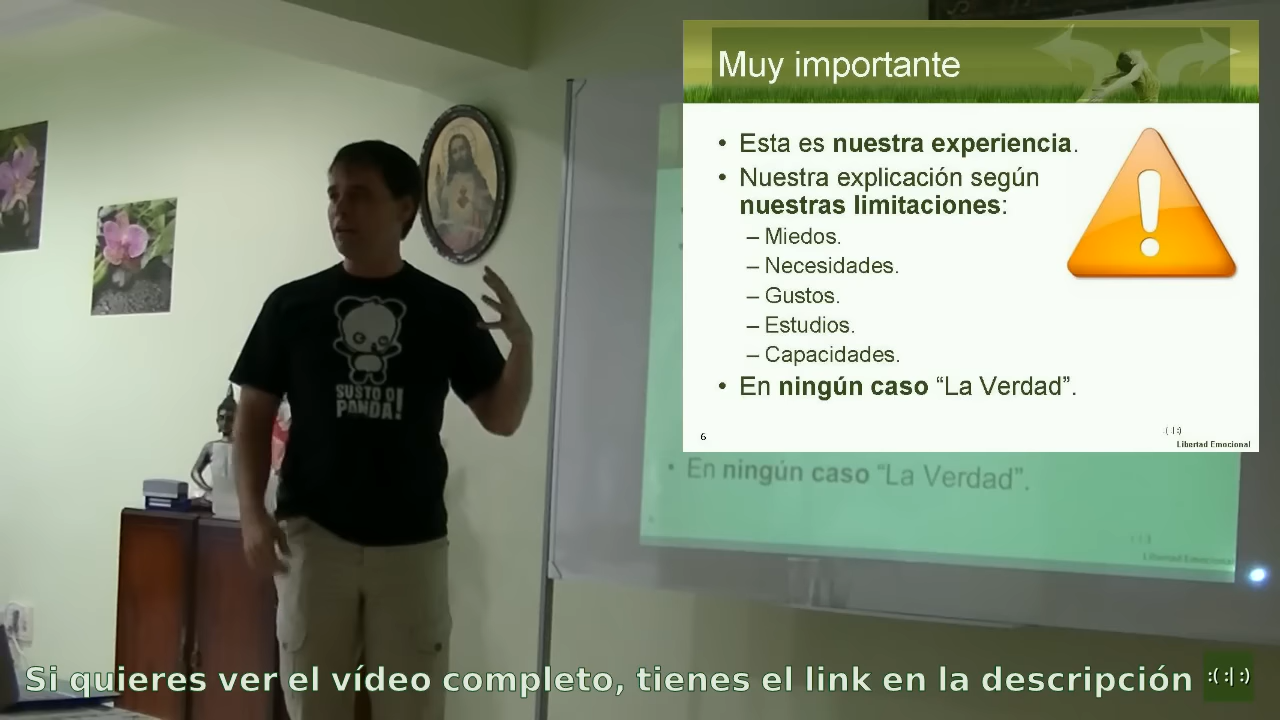 Muy importante
• Esta es nuestra experiencia.
• Nuestra explicación según
nuestras limitaciones:
– Miedos.
– Necesidades.
– Gustos.
– Estudios.
– Capacidades.
• En ningún caso “La Verdad”.
6
:( :| :)
Libertad Emocional
SUSTO O
PANDA!
• En ningún caso “La Verdad”.
Libertad Emocional
Si quieres ver el vídeo completo, tienes el link en la descripción :( :| :)